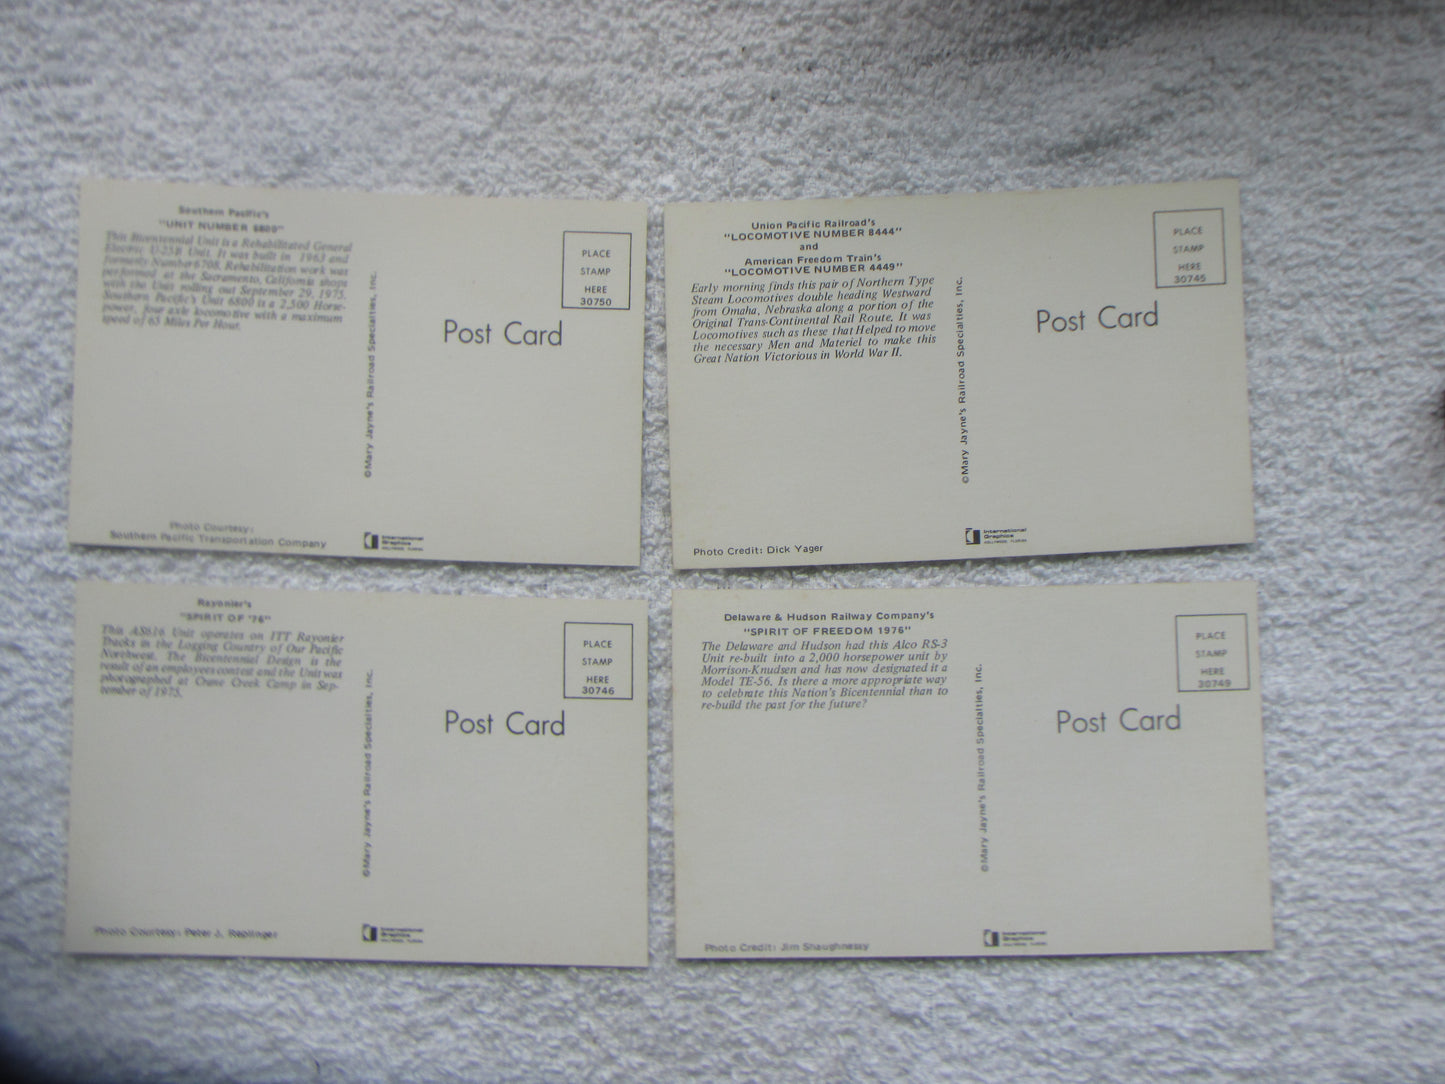 Southern Pacific's
"UNIT NUMBER 6800"
This Bicentennial Unit is a Rehabilitated General
Electric U-25B Unit. It was built in 1963 and
formerly Number 6708. Rehabilitation work was
performed at the Sacramento, California shops
with the Unit rolling out September 29, 1975.
Southern Pacific's Unit 6800 is a 2,500 Horse-
power, four axle locomotive with a maximum
speed of 65 Miles Per Hour.
Photo Courtesy:
Southern Pacific Transportation Company
©Mary Jayne's Railroad Specialties, Inc.
International
Graphics
HOLLYWOOD, FLORIDA
PLACE
STAMP
HERE
30750
Post Card
Union Pacific Railroad's
"LOCOMOTIVE NUMBER 8444"
and
American Freedom Train's
"LOCOMOTIVE NUMBER 4449"
Early morning finds this pair of Northern Type
Steam Locomotives double heading Westward
from Omaha, Nebraska along a portion of the
Original Trans-Continental Rail Route. It was
Locomotives such as these that Helped to move
the necessary Men and Materiel to make this
Great Nation Victorious in World War II.
Photo Credit: Dick Yager
©Mary Jayne's Railroad Specialties, Inc.
International
Graphics
HOLLYWOOD, FLORIDA
PLACE
STAMP
HERE
30745
Post Card
Rayonier's
"SPIRIT OF '76"
This AS616 Unit operates on ITT Rayonier
Tracks in the Logging Country of Our Pacific
Northwest. The Bicentennial Design is the
result of an employees contest and the Unit was
photographed at Crane Creek Camp in Sep-
tember of 1975.
Photo Courtesy: Peter J. Replinger
©Mary Jayne's Railroad Specialties, Inc.
International
Graphics
HOLLYWOOD, FLORIDA
PLACE
STAMP
HERE
30746
Post Card
Delaware & Hudson Railway Company's
"SPIRIT OF FREEDOM 1976"
The Delaware and Hudson had this Alco RS-3
Unit re-built into a 2,000 horsepower unit by
Morrison-Knudsen and has now designated it a
Model TE-56. Is there a more appropriate way
to celebrate this Nation's Bicentennial than to
re-build the past for the future?
Photo Credit: Jim Shaughnessy
©Mary Jayne's Railroad Specialties, Inc.
International
Graphics
HOLLYWOOD, FLORIDA
PLACE
STAMP
HERE
30749
Post Card